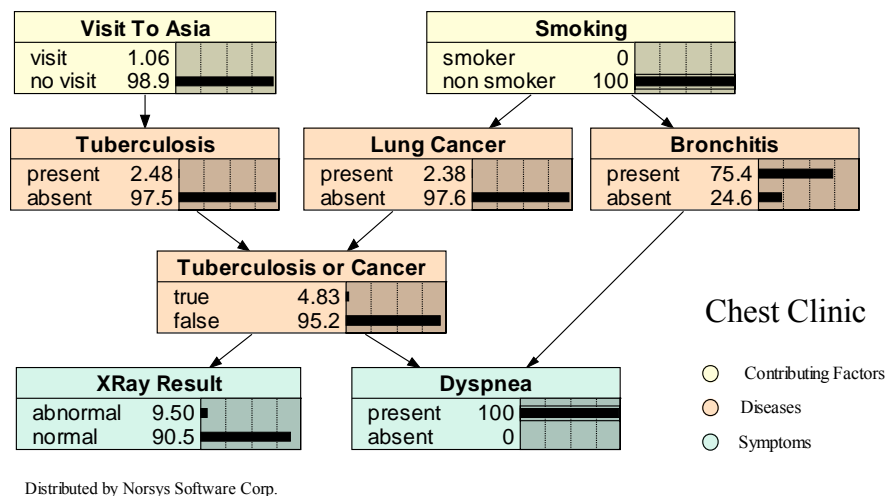 Visit To Asia
visit 1.06
no visit 98.9
Smoking
smoker 0
non smoker 100
Tuberculosis
present 2.48
absent 97.5
Lung Cancer
present 2.38
absent 97.6
Bronchitis
present 75.4
absent 24.6
Tuberculosis or Cancer
true 4.83
false 95.2
XRay Result
abnormal 9.50
normal 90.5
Dyspnea
present 100
absent 0
Chest Clinic
Contributing Factors
Diseases
Symptoms
Distributed by Norsys Software Corp.